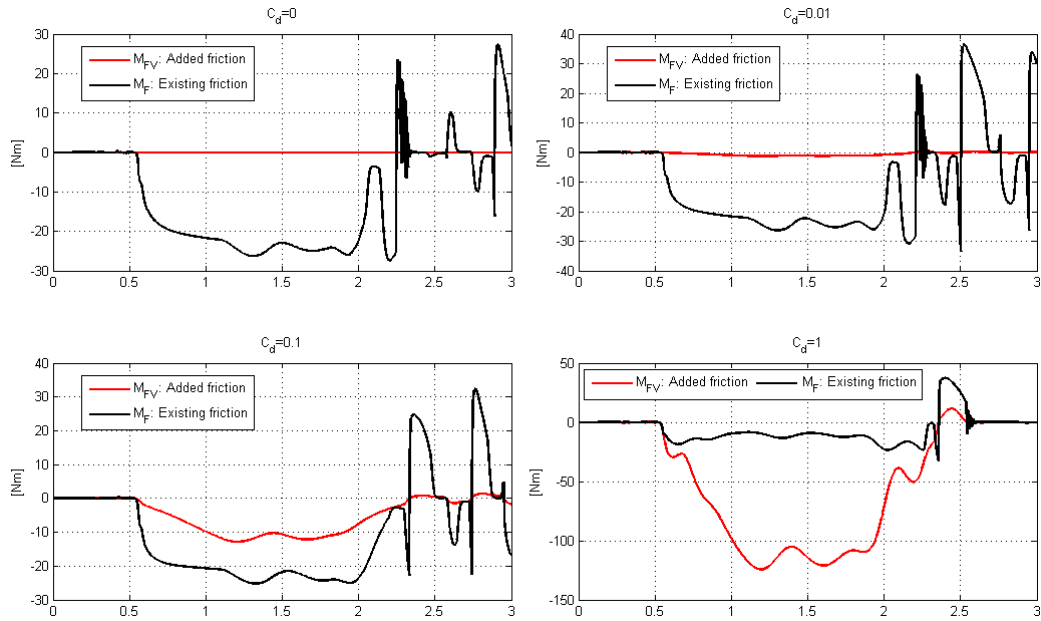 C_d=0
30
20
10
0
-10
-20
-30
[Nm]
M_FV: Added friction
M_F: Existing friction
0 0.5 1 1.5 2 2.5 3
C_d=0.01
40
30
20
10
0
-10
-20
-30
-40
[Nm]
M_FV: Added friction
M_F: Existing friction
0 0.5 1 1.5 2 2.5 3
C_d=0.1
40
30
20
10
0
-10
-20
-30
[Nm]
M_FV: Added friction
M_F: Existing friction
0 0.5 1 1.5 2 2.5 3
C_d=1
50
0
-50
-100
-150
[Nm]
M_FV: Added friction M_F: Existing friction
0 0.5 1 1.5 2 2.5 3